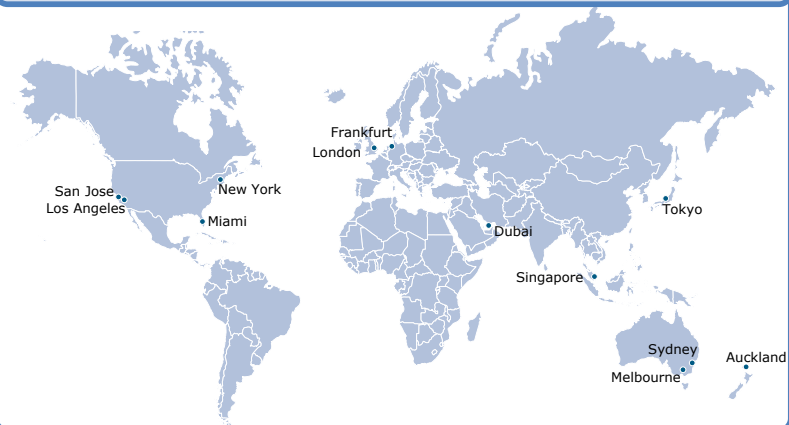 Frankfurt
London
San Jose
New York
Los Angeles
Tokyo
Miami
Dubai
Singapore
Sydney
Auckland
Melbourne